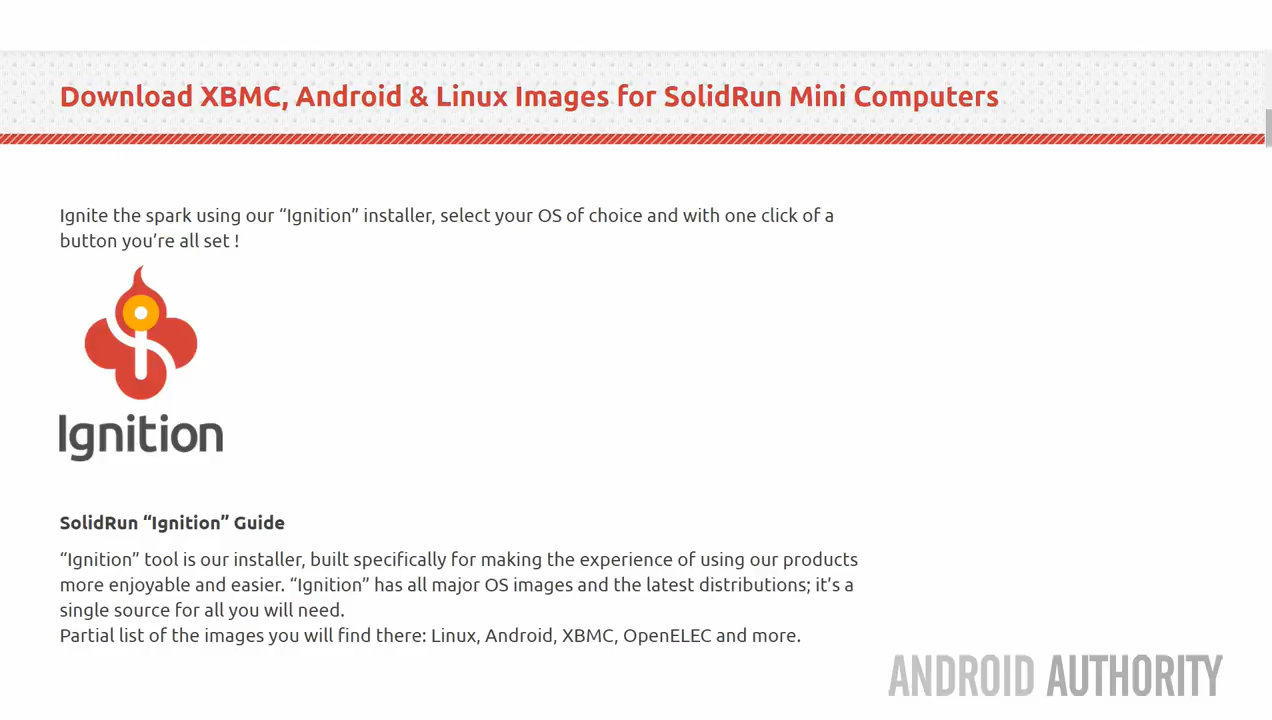 Download XBMC, Android & Linux Images for SolidRun Mini Computers
Ignite the spark using our “Ignition” installer, select your OS of choice and with one click of a
button you’re all set !
Ignition
SolidRun “Ignition” Guide
“Ignition” tool is our installer, built specifically for making the experience of using our products
more enjoyable and easier. “Ignition” has all major OS images and the latest distributions; it’s a
single source for all you will need.
Partial list of the images you will find there: Linux, Android, XBMC, OpenELEC and more.
ANDROID AUTHORITY